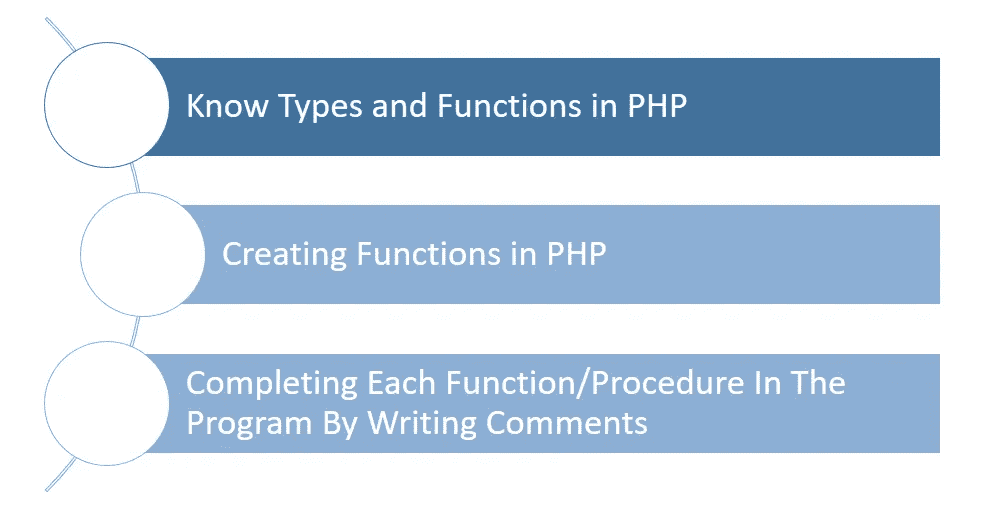 Know Types and Functions in PHP
Creating Functions in PHP
Completing Each Function/Procedure In The
Program By Writing Comments